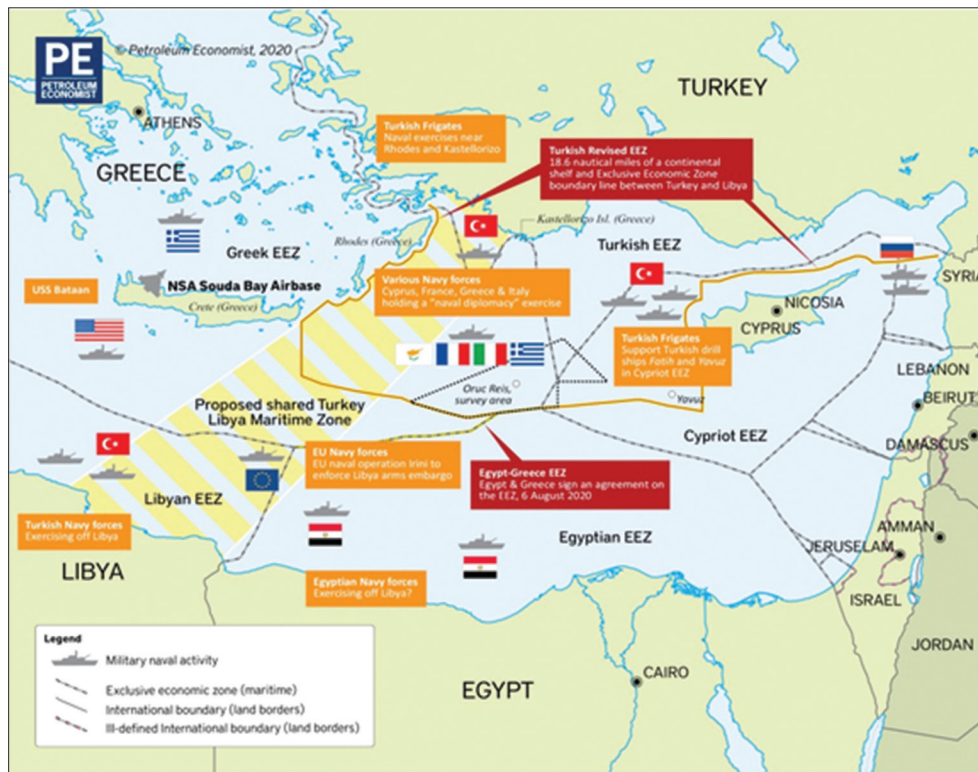 PE
PETROLEUM
ECONOMIST
© Petroleum Economist, 2020
TURKEY
ATHENS
GREECE
Turkish Frigates
Naval exercises near
Rhodes and Kastellorizo
Turkish Revised EEZ
18.6 nautical miles of a continental
shelf and Exclusive Economic Zone
boundary line between Turkey and Libya
Kastellorizo Isl. (Greece)
Rhodes (Greece)
Greek EEZ
Turkish EEZ
SYRIA
USS Bataan
NSA Souda Bay Airbase
Crete (Greece)
Various Navy forces
Cyprus, France, Greece & Italy
holding a "naval diplomacy" exercise
NICOSIA
CYPRUS
Turkish Frigates
Support Turkish drill
ships Fatih and Yavuz
in Cypriot EEZ
LEBANON
BEIRUT
Oruc Reis,
survey area
Yavuz
Proposed shared Turkey
Libya Maritime Zone
Cypriot EEZ
DAMASCUS
EU Navy forces
EU naval operation Irini to
enforce Libya arms embargo
Egypt-Greece EEZ
Egypt & Greece sign an agreement on
the EEZ, 6 August 2020
Libyan EEZ
Turkish Navy forces
Exercising off Libya
Egyptian EEZ
AMMAN
JERUSELAM
LIBYA
Egyptian Navy forces
Exercising off Libya?
ISRAEL
JORDAN
Legend
Military naval activity
Exclusive economic zone (maritime)
International boundary (land borders)
Ill-defined International boundary (land borders)
EGYPT
CAIRO